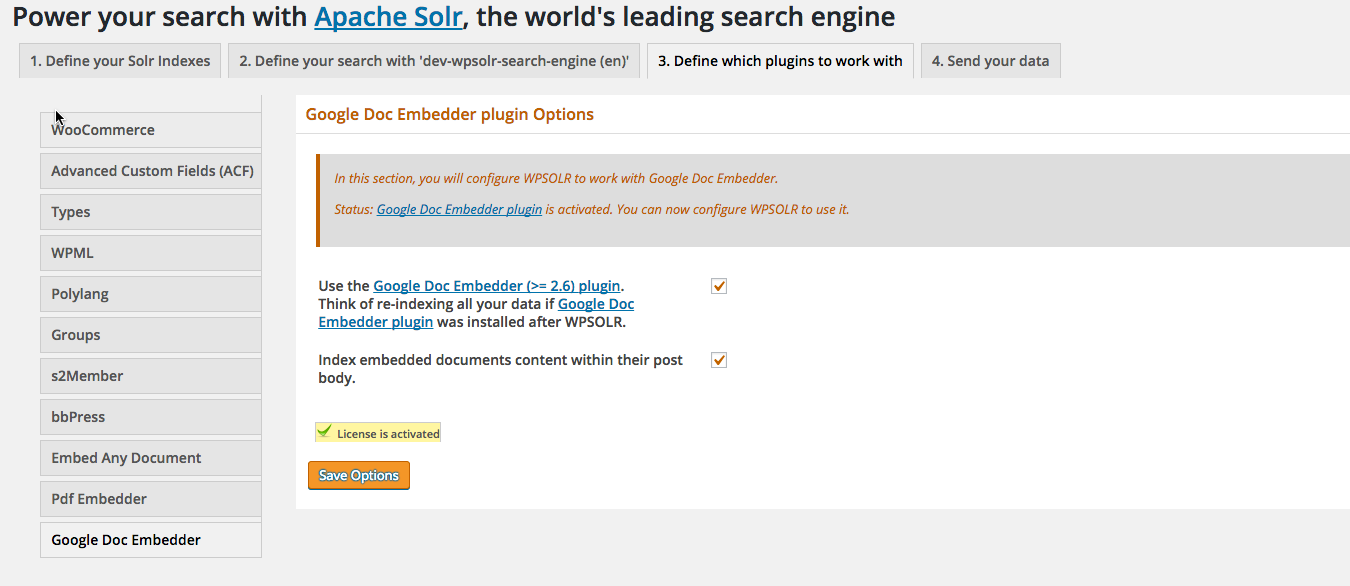 Power your search with Apache Solr, the world's leading search engine
1. Define your Solr Indexes
2. Define your search with 'dev-wpsolr-search-engine (en)'
3. Define which plugins to work with
4. Send your data
WooCommerce
Advanced Custom Fields (ACF)
Types
WPML
Polylang
Groups
s2Member
bbPress
Embed Any Document
Pdf Embedder
Google Doc Embedder
Google Doc Embedder plugin Options
In this section, you will configure WPSOLR to work with Google Doc Embedder.
Status: Google Doc Embedder plugin is activated. You can now configure WPSOLR to use it.
Use the Google Doc Embedder (>= 2.6) plugin.
Think of re-indexing all your data if Google Doc
Embedder plugin was installed after WPSOLR.
Index embedded documents content within their post
body.
License is activated
Save Options